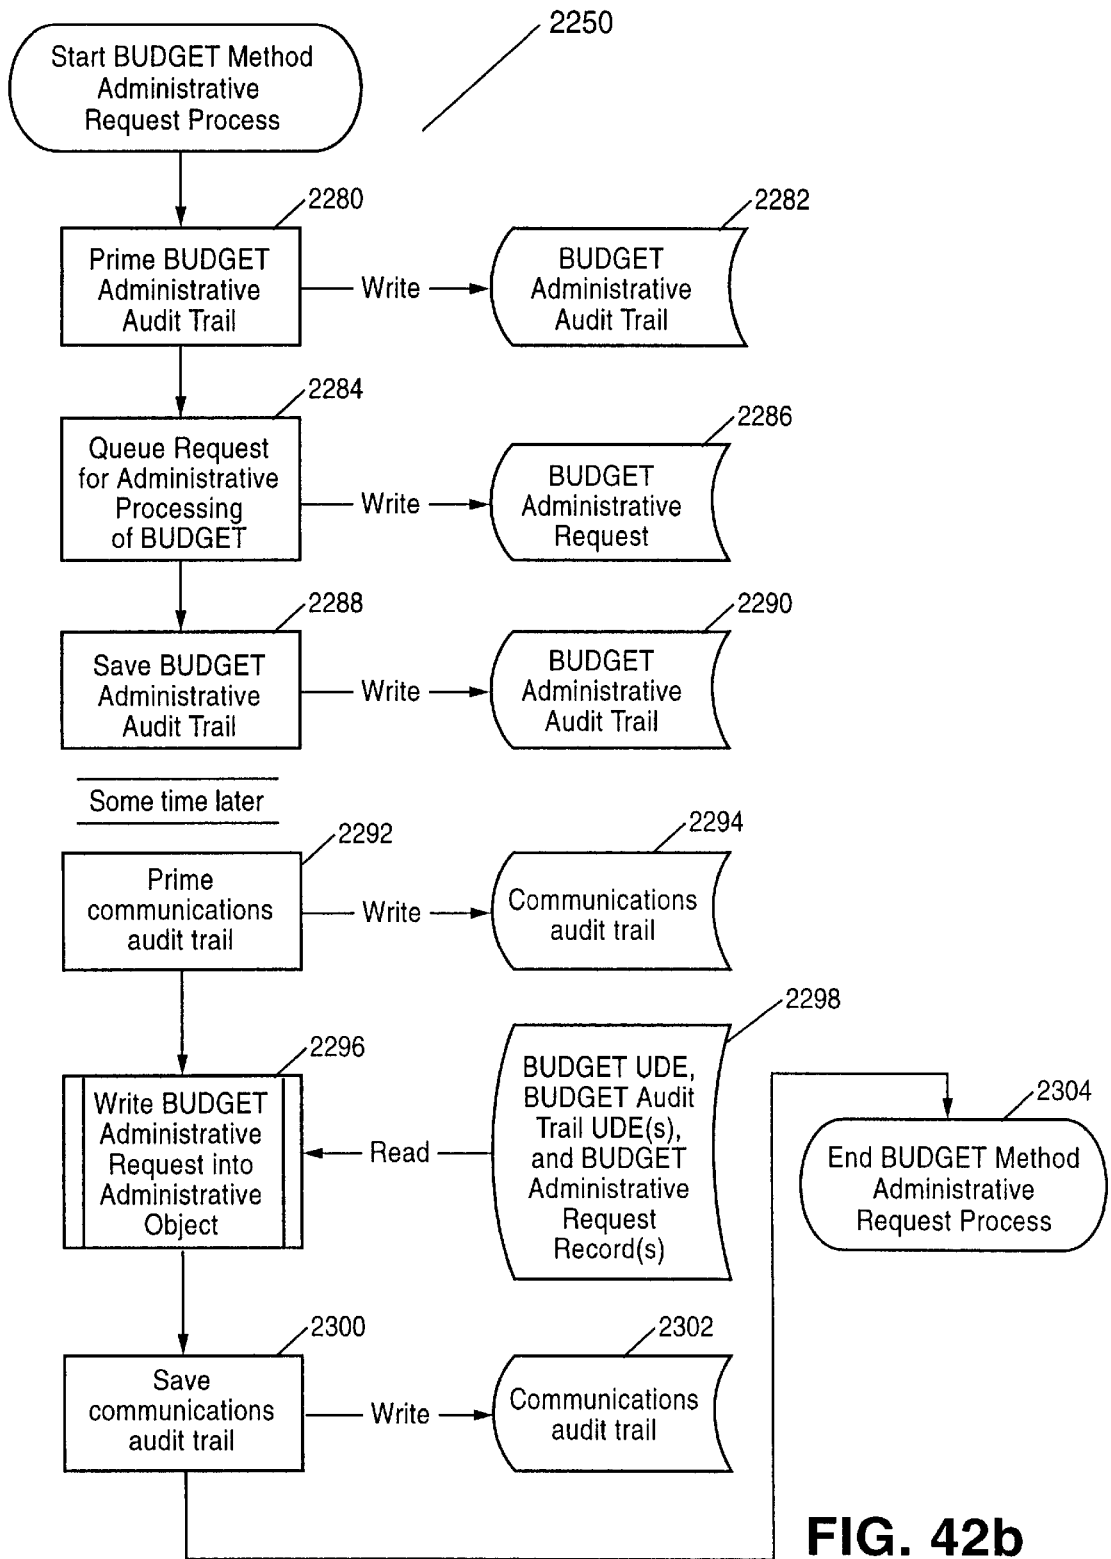 2250
Start BUDGET Method
Administrative
Request Process
2280
Prime BUDGET
Administrative
Audit Trail
Write
2282
BUDGET
Administrative
Audit Trail
2284
Queue Request
for Administrative
Processing
of BUDGET
Write
2286
BUDGET
Administrative
Request
2288
Save BUDGET
Administrative
Audit Trail
Write
2290
BUDGET
Administrative
Audit Trail
Some time later
2292
Prime
communications
audit trail
Write
2294
Communications
audit trail
2296
Write BUDGET
Administrative
Request into
Administrative
Object
Read
2298
BUDGET UDE,
BUDGET Audit
Trail UDE(s),
and BUDGET
Administrative
Request
Record(s)
2300
Save
communications
audit trail
Write
2302
Communications
audit trail
2304
End BUDGET Method
Administrative
Request Process
FIG. 42b